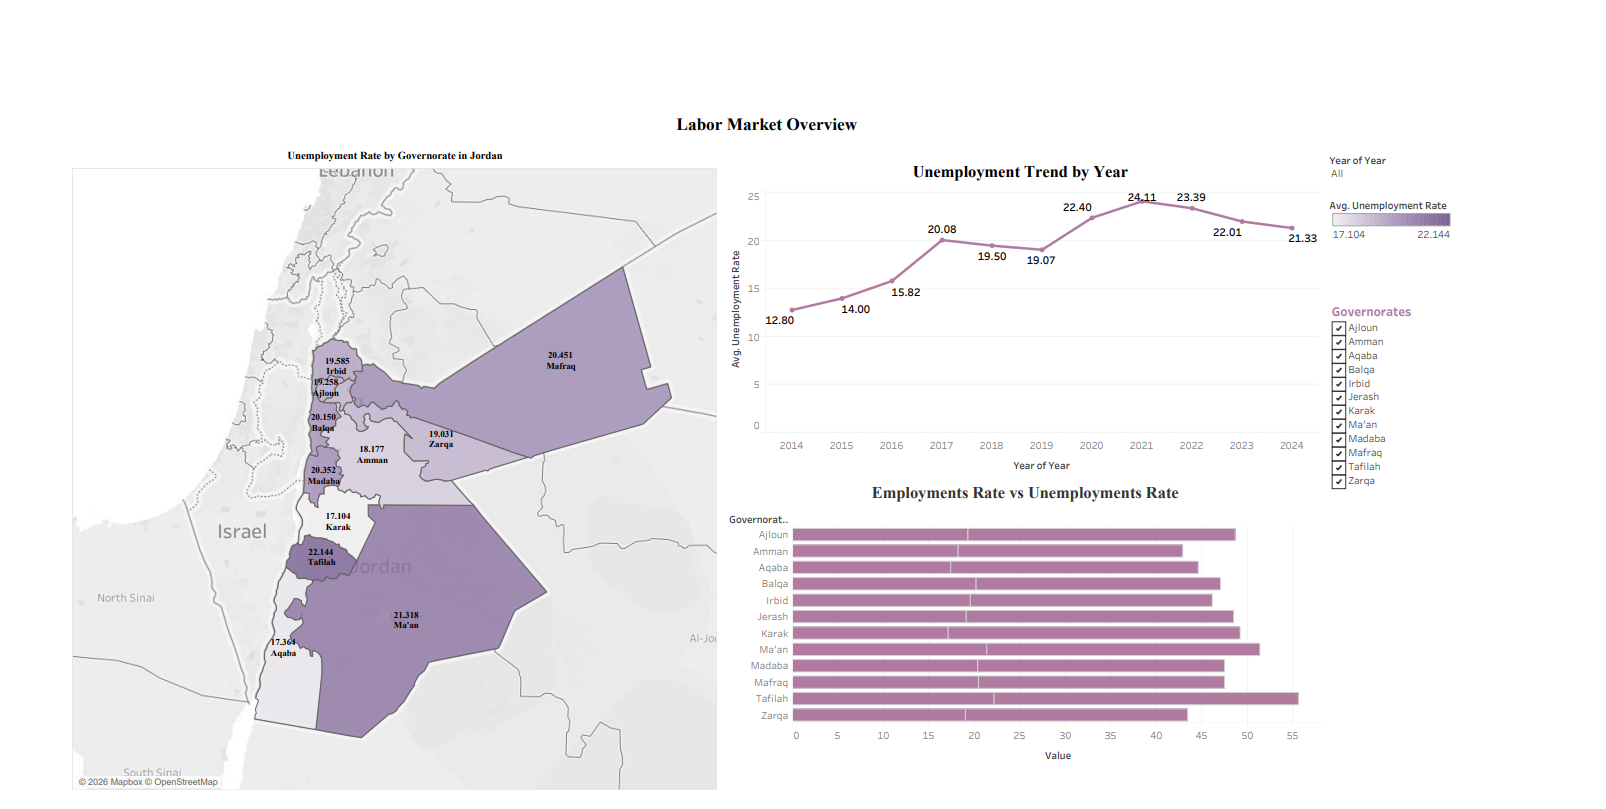 Labor Market Overview
Unemployment Rate by Governorate in Jordan
Lebanon
19.585
Irbid
19.258
Ajloun
20.150
Balqa
20.352
Madaba
18.177
Amman
19.031
Zarqa
20.451
Mafraq
17.104
Karak
22.144
Tafilah
21.318
Ma'an
17.364
Aqaba
Israel
Jordan
North Sinai
South Sinai
© 2026 Mapbox © OpenStreetMap
Unemployment Trend by Year
Avg. Unemployment Rate
25
20
15
10
5
0
12.80
14.00
15.82
20.08
19.50
19.07
22.40
24.11
23.39
22.01
21.33
2014 2015 2016 2017 2018 2019 2020 2021 2022 2023 2024
Year of Year
Employments Rate vs Unemployments Rate
Governorat..
Ajloun
Amman
Aqaba
Balqa
Irbid
Jerash
Karak
Ma'an
Madaba
Mafraq
Tafilah
Zarqa
0 5 10 15 20 25 30 35 40 45 50 55
Value
Year of Year
All
Avg. Unemployment Rate
17.104 22.144
Governorates
Ajloun
Amman
Aqaba
Balqa
Irbid
Jerash
Karak
Ma'an
Madaba
Mafraq
Tafilah
Zarqa